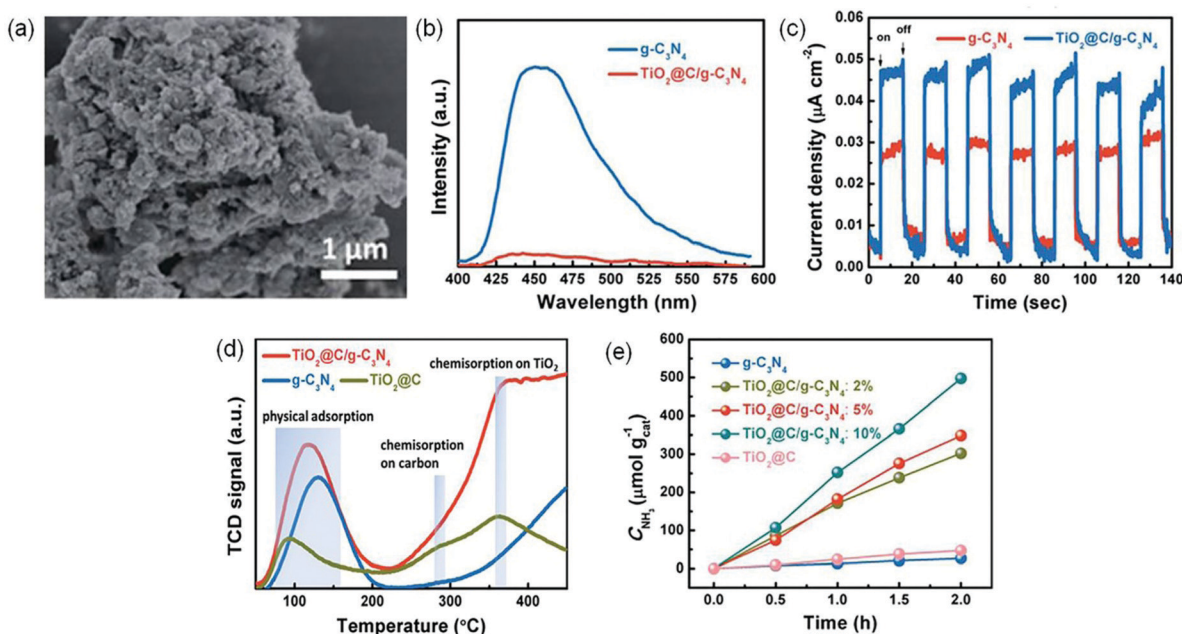 (a)
1 μm
(b)
g-C₃N₄
TiO₂@C/g-C₃N₄
Intensity (a.u.)
400 425 450 475 500 525 550 575 600
Wavelength (nm)
(c)
g-C₃N₄ TiO₂@C/g-C₃N₄
on off
0.06
0.05
0.04
0.03
0.02
0.01
0.00
Current density (μA cm⁻²)
0 20 40 60 80 100 120 140
Time (sec)
(d)
TiO₂@C/g-C₃N₄
g-C₃N₄ TiO₂@C
chemisorption on TiO₂
physical adsorption
chemisorption
on carbon
TCD signal (a.u.)
100 200 300 400
Temperature (°C)
(e)
600
500
400
300
200
100
0
g-C₃N₄
TiO₂@C/g-C₃N₄: 2%
TiO₂@C/g-C₃N₄: 5%
TiO₂@C/g-C₃N₄: 10%
TiO₂@C
C_NH₃ (μmol g⁻¹cat)
0.0 0.5 1.0 1.5 2.0
Time (h)